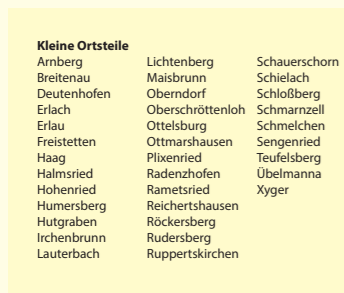 Kleine Ortsteile
Arnberg
Breitenau
Deutenhofen
Erlach
Erlau
Freistetten
Haag
Halmsried
Hohenried
Humersberg
Hutgraben
Irchenbrunn
Lauterbach
Lichtenberg
Maisbrunn
Oberndorf
Oberschröttenloh
Ottelsburg
Ottmarshausen
Plixenried
Radenzhofen
Rametsried
Reichertshausen
Röckersberg
Rudersberg
Ruppertskirchen
Schauerschorn
Schielach
Schloßberg
Schmarnzell
Schmelchen
Sengenried
Teufelsberg
Übelmanna
Xyger